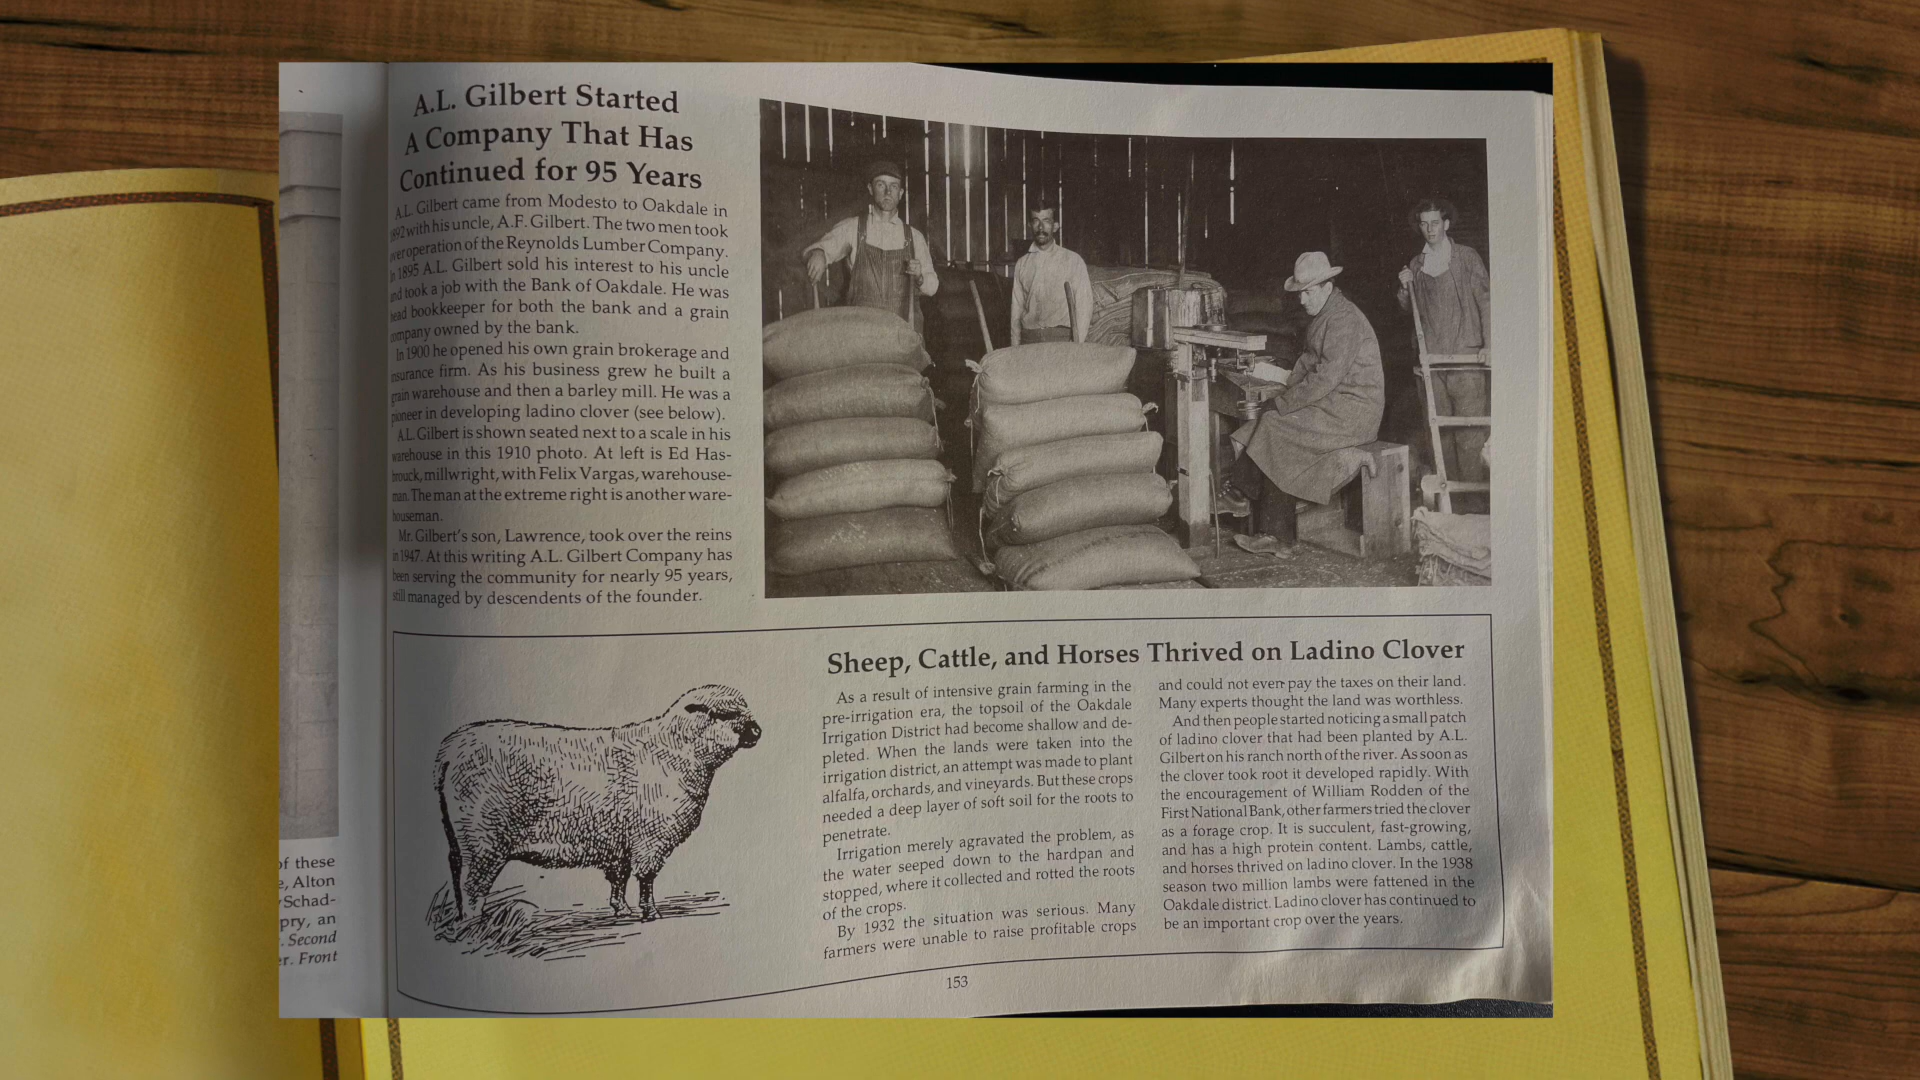 A.L. Gilbert Started
A Company That Has
Continued for 95 Years
A.L. Gilbert came from Modesto to Oakdale in
1892 with his uncle, A.F. Gilbert. The two men took
over operation of the Reynolds Lumber Company.
In 1895 A.L. Gilbert sold his interest to his uncle
and took a job with the Bank of Oakdale. He was
head bookkeeper for both the bank and a grain
company owned by the bank.
In 1900 he opened his own grain brokerage and
insurance firm. As his business grew he built a
grain warehouse and then a barley mill. He was a
pioneer in developing ladino clover (see below).
A.L. Gilbert is shown seated next to a scale in his
warehouse in this 1910 photo. At left is Ed Has-
brouck, millwright, with Felix Vargas, warehouse-
man. The man at the extreme right is another ware-
houseman.
Mr. Gilbert's son, Lawrence, took over the reins
in 1947. At this writing A.L. Gilbert Company has
been serving the community for nearly 95 years,
still managed by descendents of the founder.
Sheep, Cattle, and Horses Thrived on Ladino Clover
As a result of intensive grain farming in the
pre-irrigation era, the topsoil of the Oakdale
Irrigation District had become shallow and de-
pleted. When the lands were taken into the
irrigation district, an attempt was made to plant
alfalfa, orchards, and vineyards. But these crops
needed a deep layer of soft soil for the roots to
penetrate.
Irrigation merely agravated the problem, as
the water seeped down to the hardpan and
stopped, where it collected and rotted the roots
of the crops.
By 1932 the situation was serious. Many
farmers were unable to raise profitable crops
and could not even pay the taxes on their land.
Many experts thought the land was worthless.
And then people started noticing a small patch
of ladino clover that had been planted by A.L.
Gilbert on his ranch north of the river. As soon as
the clover took root it developed rapidly. With
the encouragement of William Rodden of the
First National Bank, other farmers tried the clover
as a forage crop. It is succulent, fast-growing,
and has a high protein content. Lambs, cattle,
and horses thrived on ladino clover. In the 1938
season two million lambs were fattened in the
Oakdale district. Ladino clover has continued to
be an important crop over the years.
153
of these
Alton
Schad-
pry, an
. Second
Front